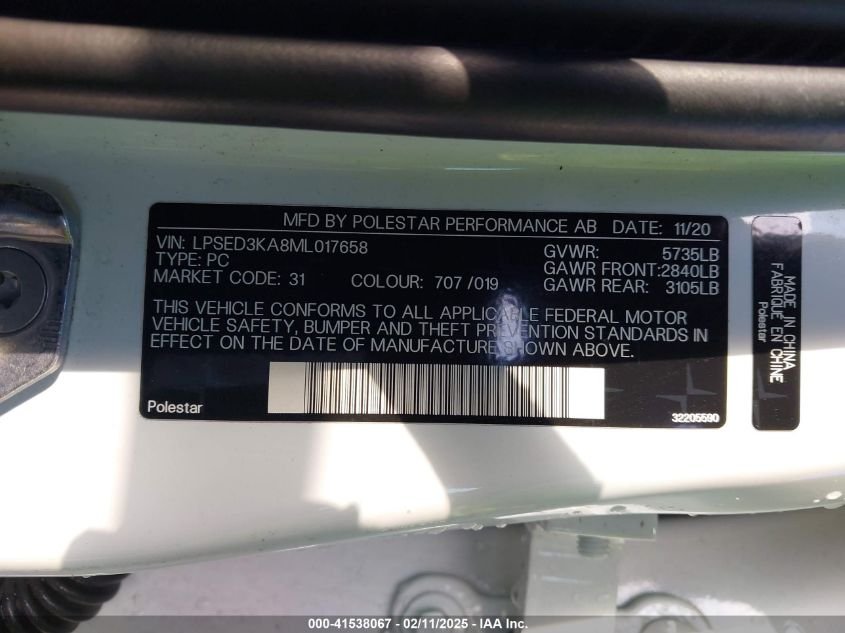 MFD BY POLESTAR PERFORMANCE AB DATE: 11/20
VIN: LPSED3KA8ML017658
TYPE: PC
MARKET CODE: 31 COLOUR: 707 /019
GVWR: 5735LB
GAWR FRONT:2840LB
GAWR REAR: 3105LB
THIS VEHICLE CONFORMS TO ALL APPLICABLE FEDERAL MOTOR
VEHICLE SAFETY, BUMPER AND THEFT PREVENTION STANDARDS IN
EFFECT ON THE DATE OF MANUFACTURE SHOWN ABOVE.
Polestar
32205590
MADE IN CHINA
FABRIQUÉ EN CHINE
Polestar
000-41538067 - 02/11/2025 - IAA Inc.